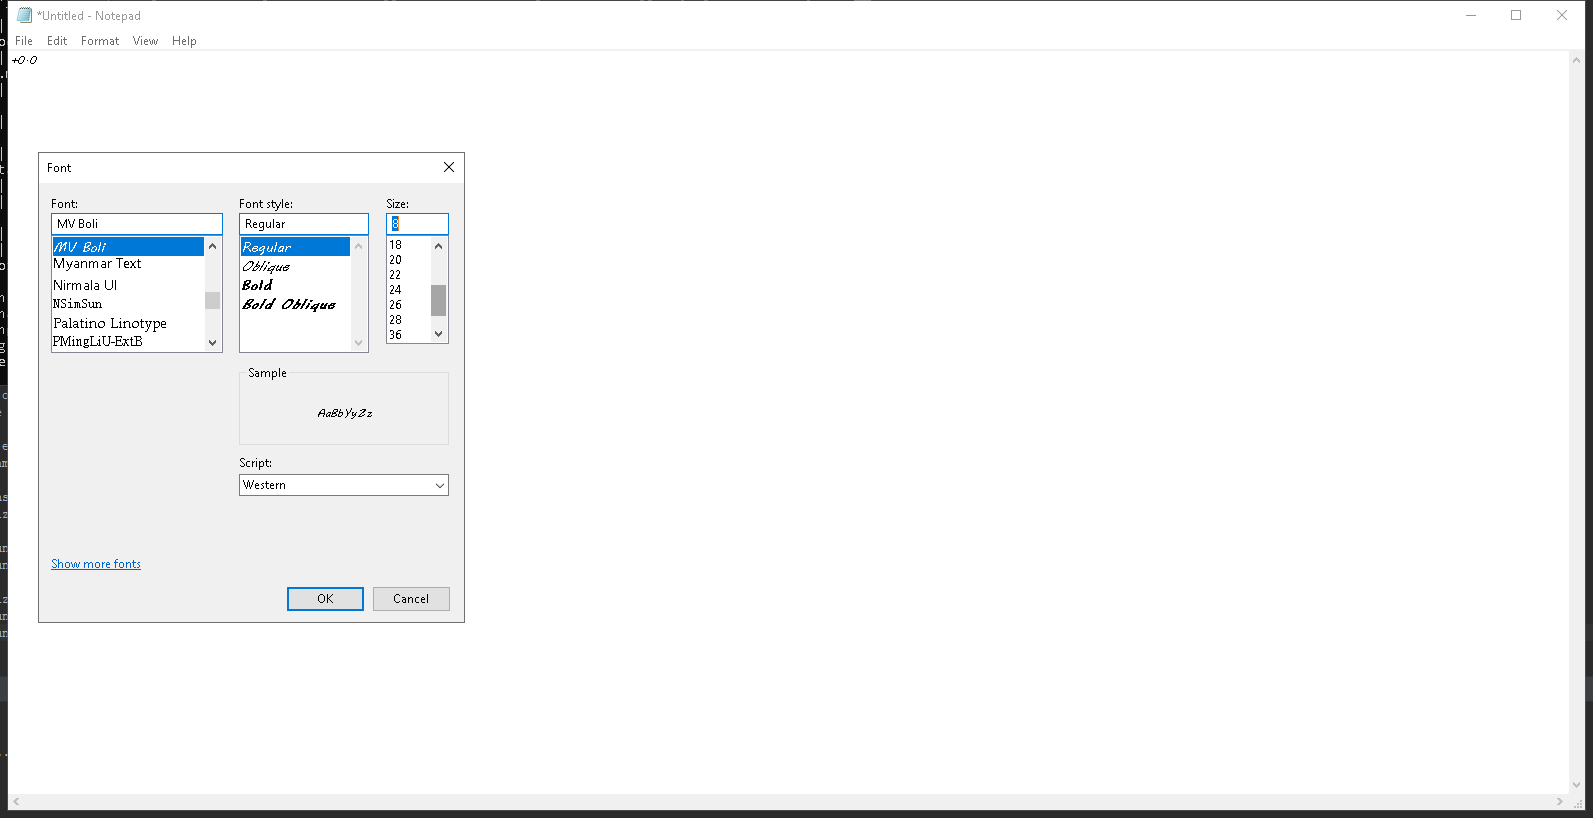 *Untitled - Notepad
File Edit Format View Help
+0.0
Font
Font:
MV Boli
MV Boli
Myanmar Text
Nirmala UI
NSimSun
Palatino Linotype
PMingLiU-ExtB
Font style:
Regular
Regular
Oblique
Bold
Bold Oblique
Size:
8
18
20
22
24
26
28
36
Sample
AaBbYyZz
Script:
Western
Show more fonts
OK Cancel